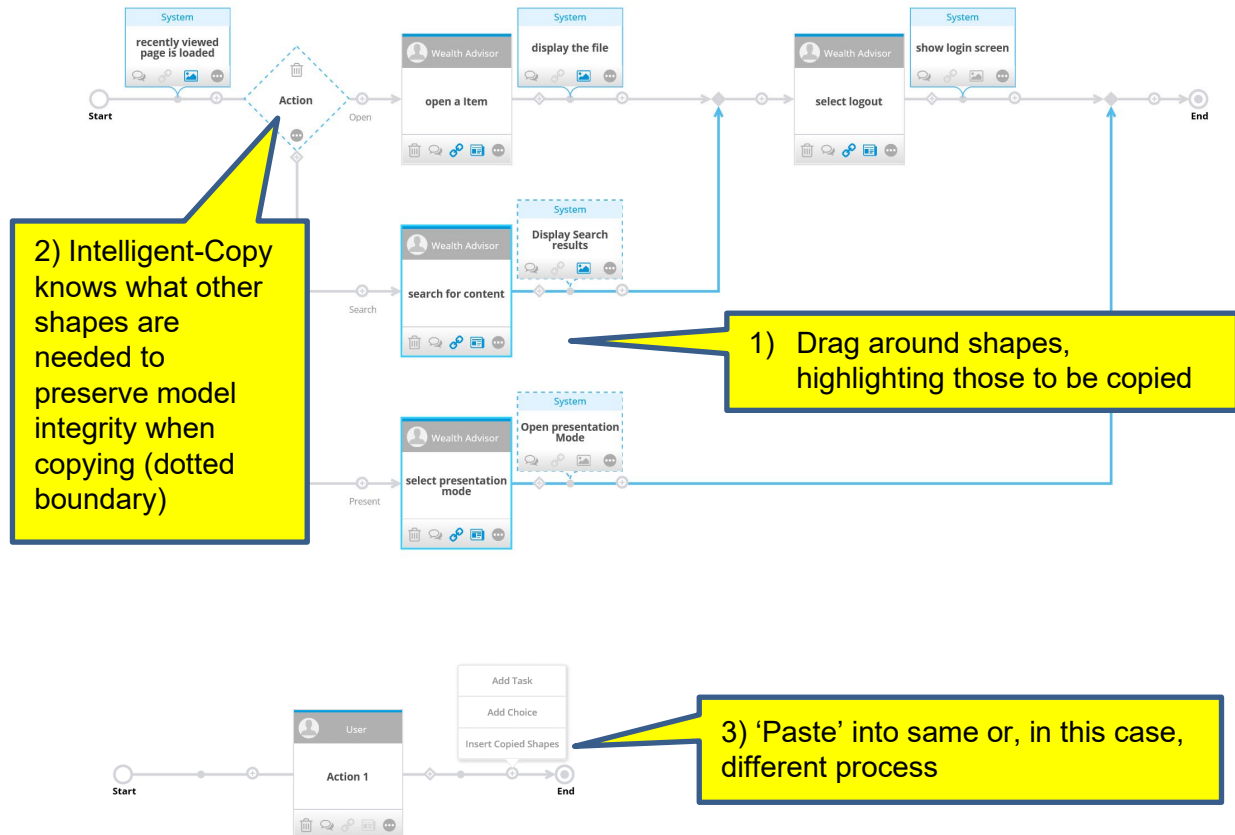 System
recently viewed
page is loaded
System
display the file
System
show login screen
Wealth Advisor
open a Item
Wealth Advisor
select logout
Start
Action
Open
End
2) Intelligent-Copy
knows what other
shapes are
needed to
preserve model
integrity when
copying (dotted
boundary)
System
Display Search
results
Wealth Advisor
search for content
Search
1) Drag around shapes,
highlighting those to be copied
System
Open presentation
Mode
Wealth Advisor
select presentation
mode
Present
Add Task
Add Choice
Insert Copied Shapes
3) ‘Paste’ into same or, in this case,
different process
User
Action 1
Start
End